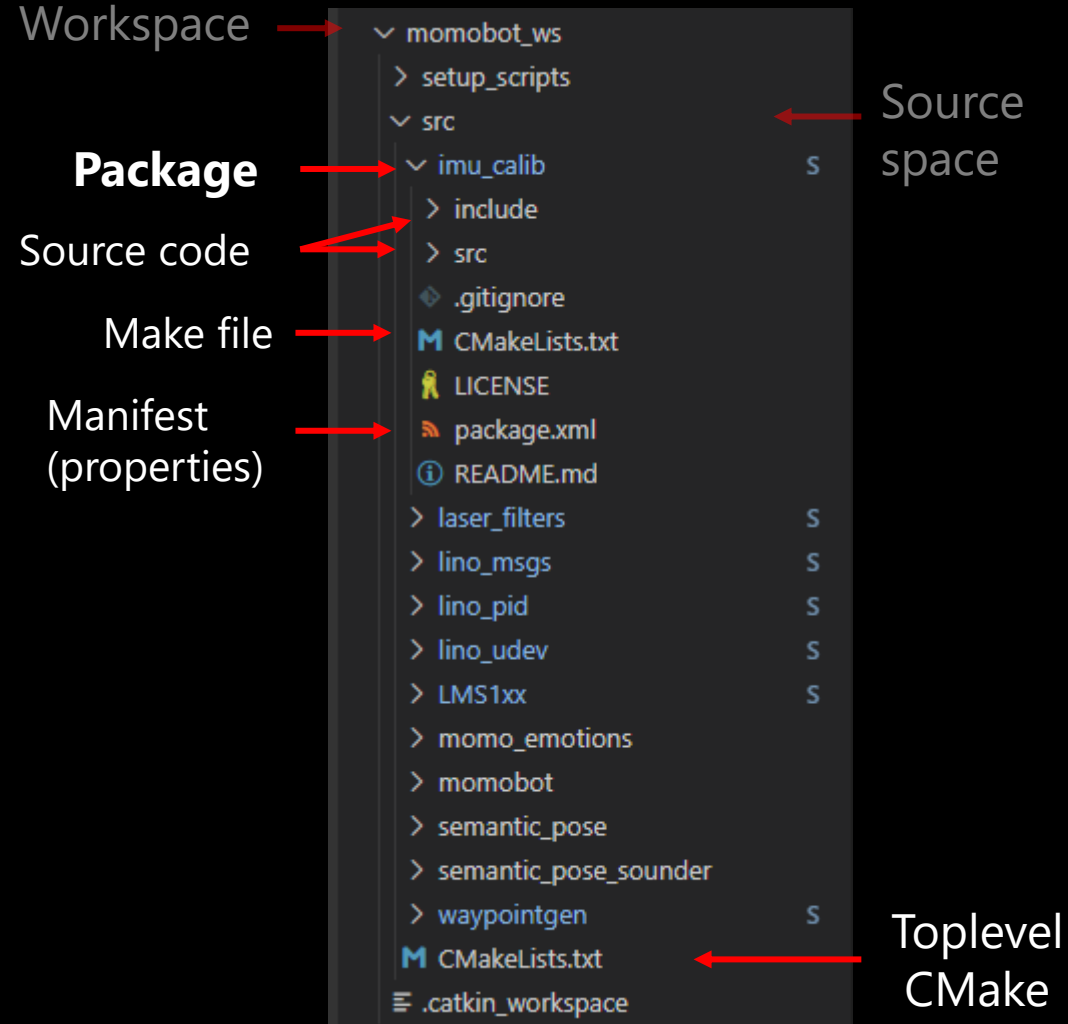 Workspace
momobot_ws
setup_scripts
src
Source
space
Package
imu_calib S
include
Source code
src
.gitignore
Make file
CMakeLists.txt
LICENSE
Manifest
(properties)
package.xml
README.md
laser_filters S
lino_msgs S
lino_pid S
lino_udev S
LMS1xx S
momo_emotions
momobot
semantic_pose
semantic_pose_sounder
waypointgen S
CMakeLists.txt
Toplevel
CMake
.catkin_workspace